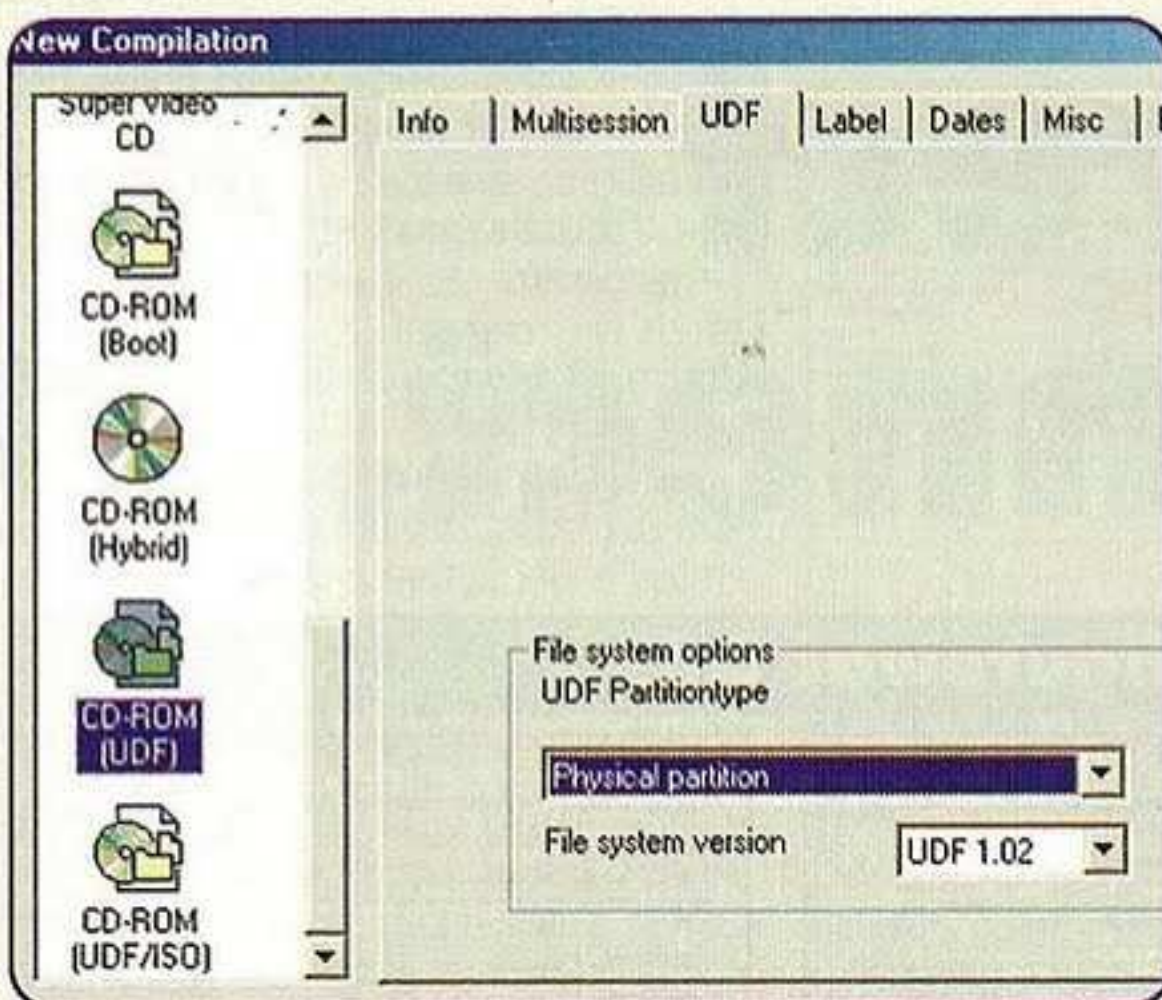 New Compilation
Super Video
CD
CD-ROM
(Boot)
CD-ROM
(Hybrid)
CD-ROM
(UDF)
CD-ROM
(UDF/ISO)
Info
Multisession
UDF
Label
Dates
Misc
File system options
UDF Partitiontype
Physical partition
File system version
UDF 1.02